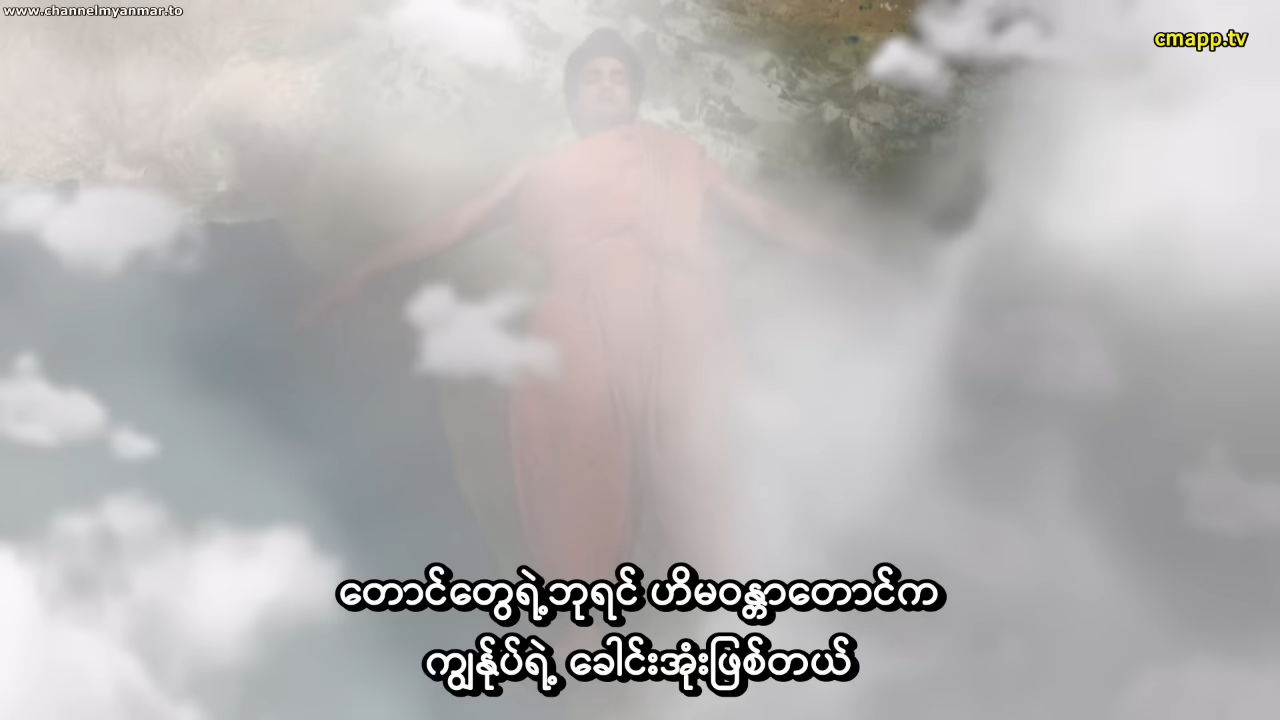 www.channelmyanmar.to
cmapp.tv
တောင်တွေရဲ့ဘုရင် ဟိမဝန္တာတောင်က
ကျွန်ုပ်ရဲ့ ခေါင်းအုံးဖြစ်တယ်